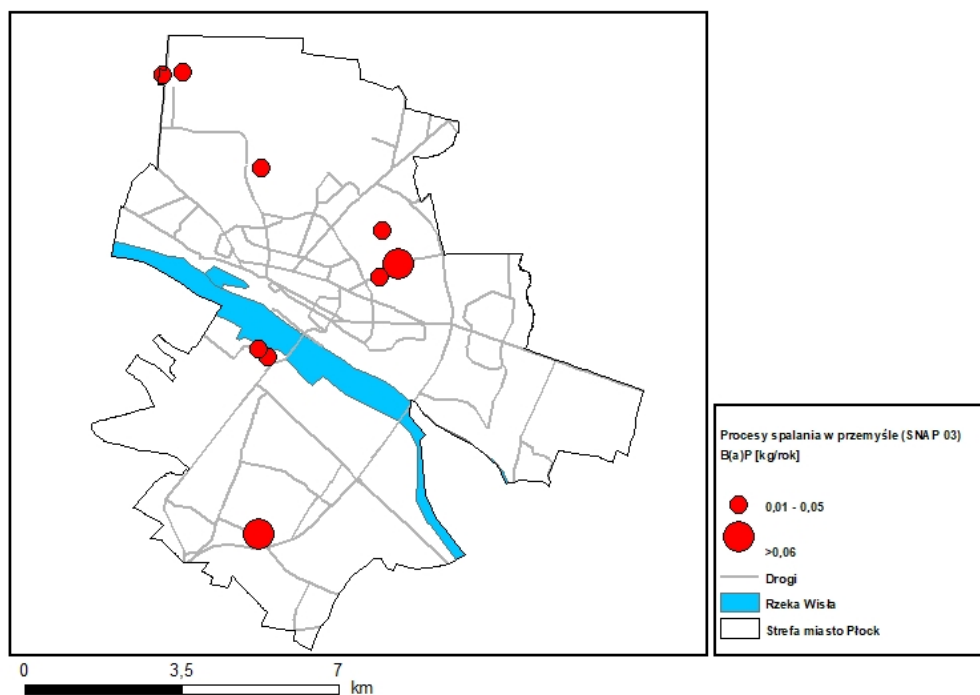 Procesy spalania w przemyśle (SNAP 03)
B(a)P [kg/rok]
0,01 - 0,05
>0,06
Drogi
Rzeka Wisła
Strefa miasto Płock
0 3,5 7
km